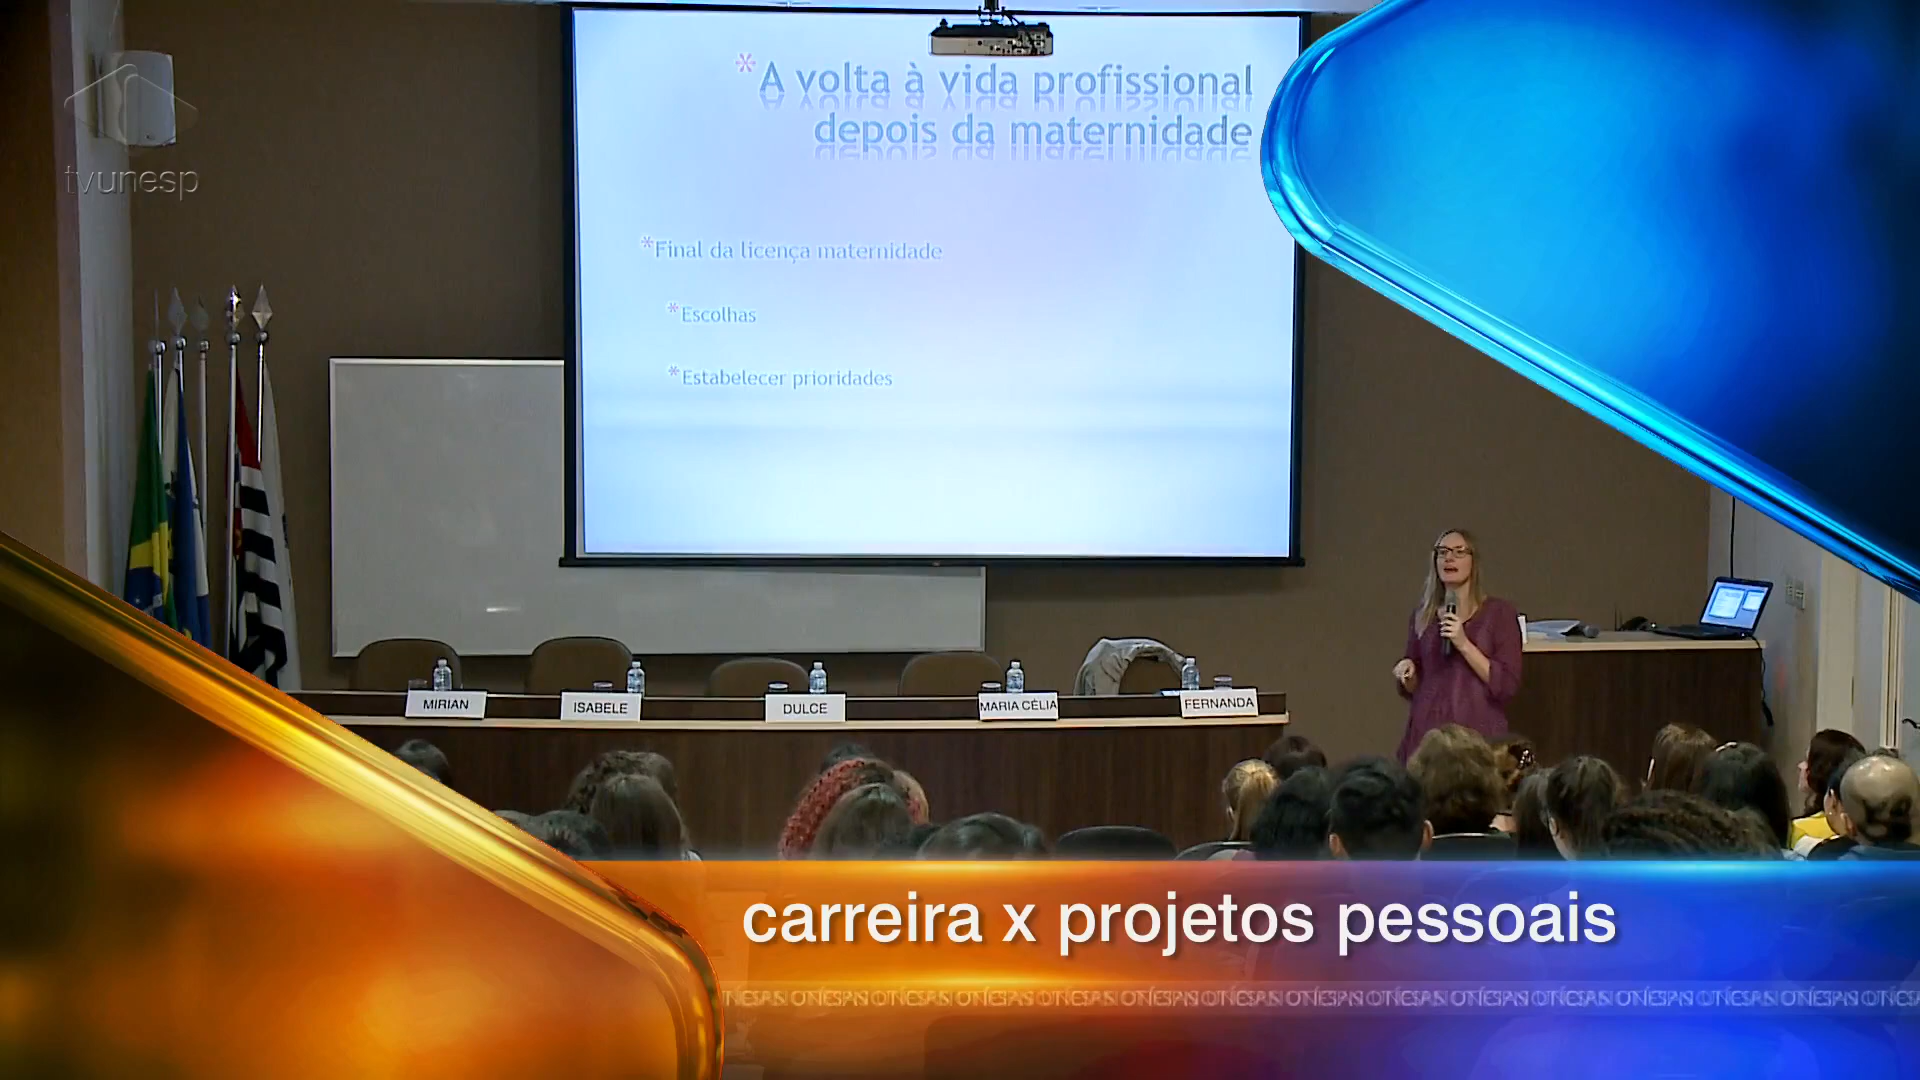 tvunesp
*A volta à vida profissional
depois da maternidade
*Final da licença maternidade
*Escolhas
*Estabelecer prioridades
MIRIAN
ISABELE
DULCE
MARIA CÉLIA
FERNANDA
carreira x projetos pessoais